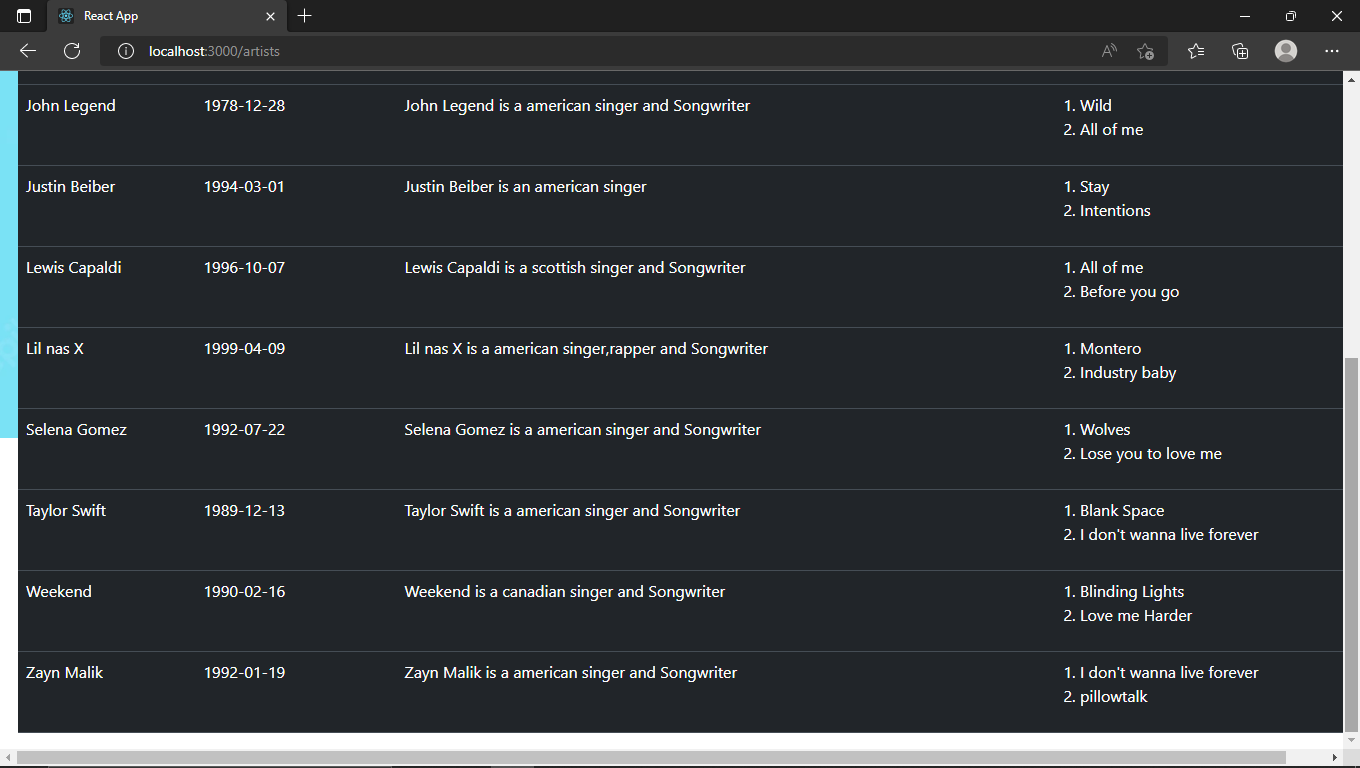 React App
localhost:3000/artists
John Legend 1978-12-28 John Legend is a american singer and Songwriter 1. Wild
2. All of me
Justin Beiber 1994-03-01 Justin Beiber is an american singer 1. Stay
2. Intentions
Lewis Capaldi 1996-10-07 Lewis Capaldi is a scottish singer and Songwriter 1. All of me
2. Before you go
Lil nas X 1999-04-09 Lil nas X is a american singer,rapper and Songwriter 1. Montero
2. Industry baby
Selena Gomez 1992-07-22 Selena Gomez is a american singer and Songwriter 1. Wolves
2. Lose you to love me
Taylor Swift 1989-12-13 Taylor Swift is a american singer and Songwriter 1. Blank Space
2. I don't wanna live forever
Weekend 1990-02-16 Weekend is a canadian singer and Songwriter 1. Blinding Lights
2. Love me Harder
Zayn Malik 1992-01-19 Zayn Malik is a american singer and Songwriter 1. I don't wanna live forever
2. pillowtalk